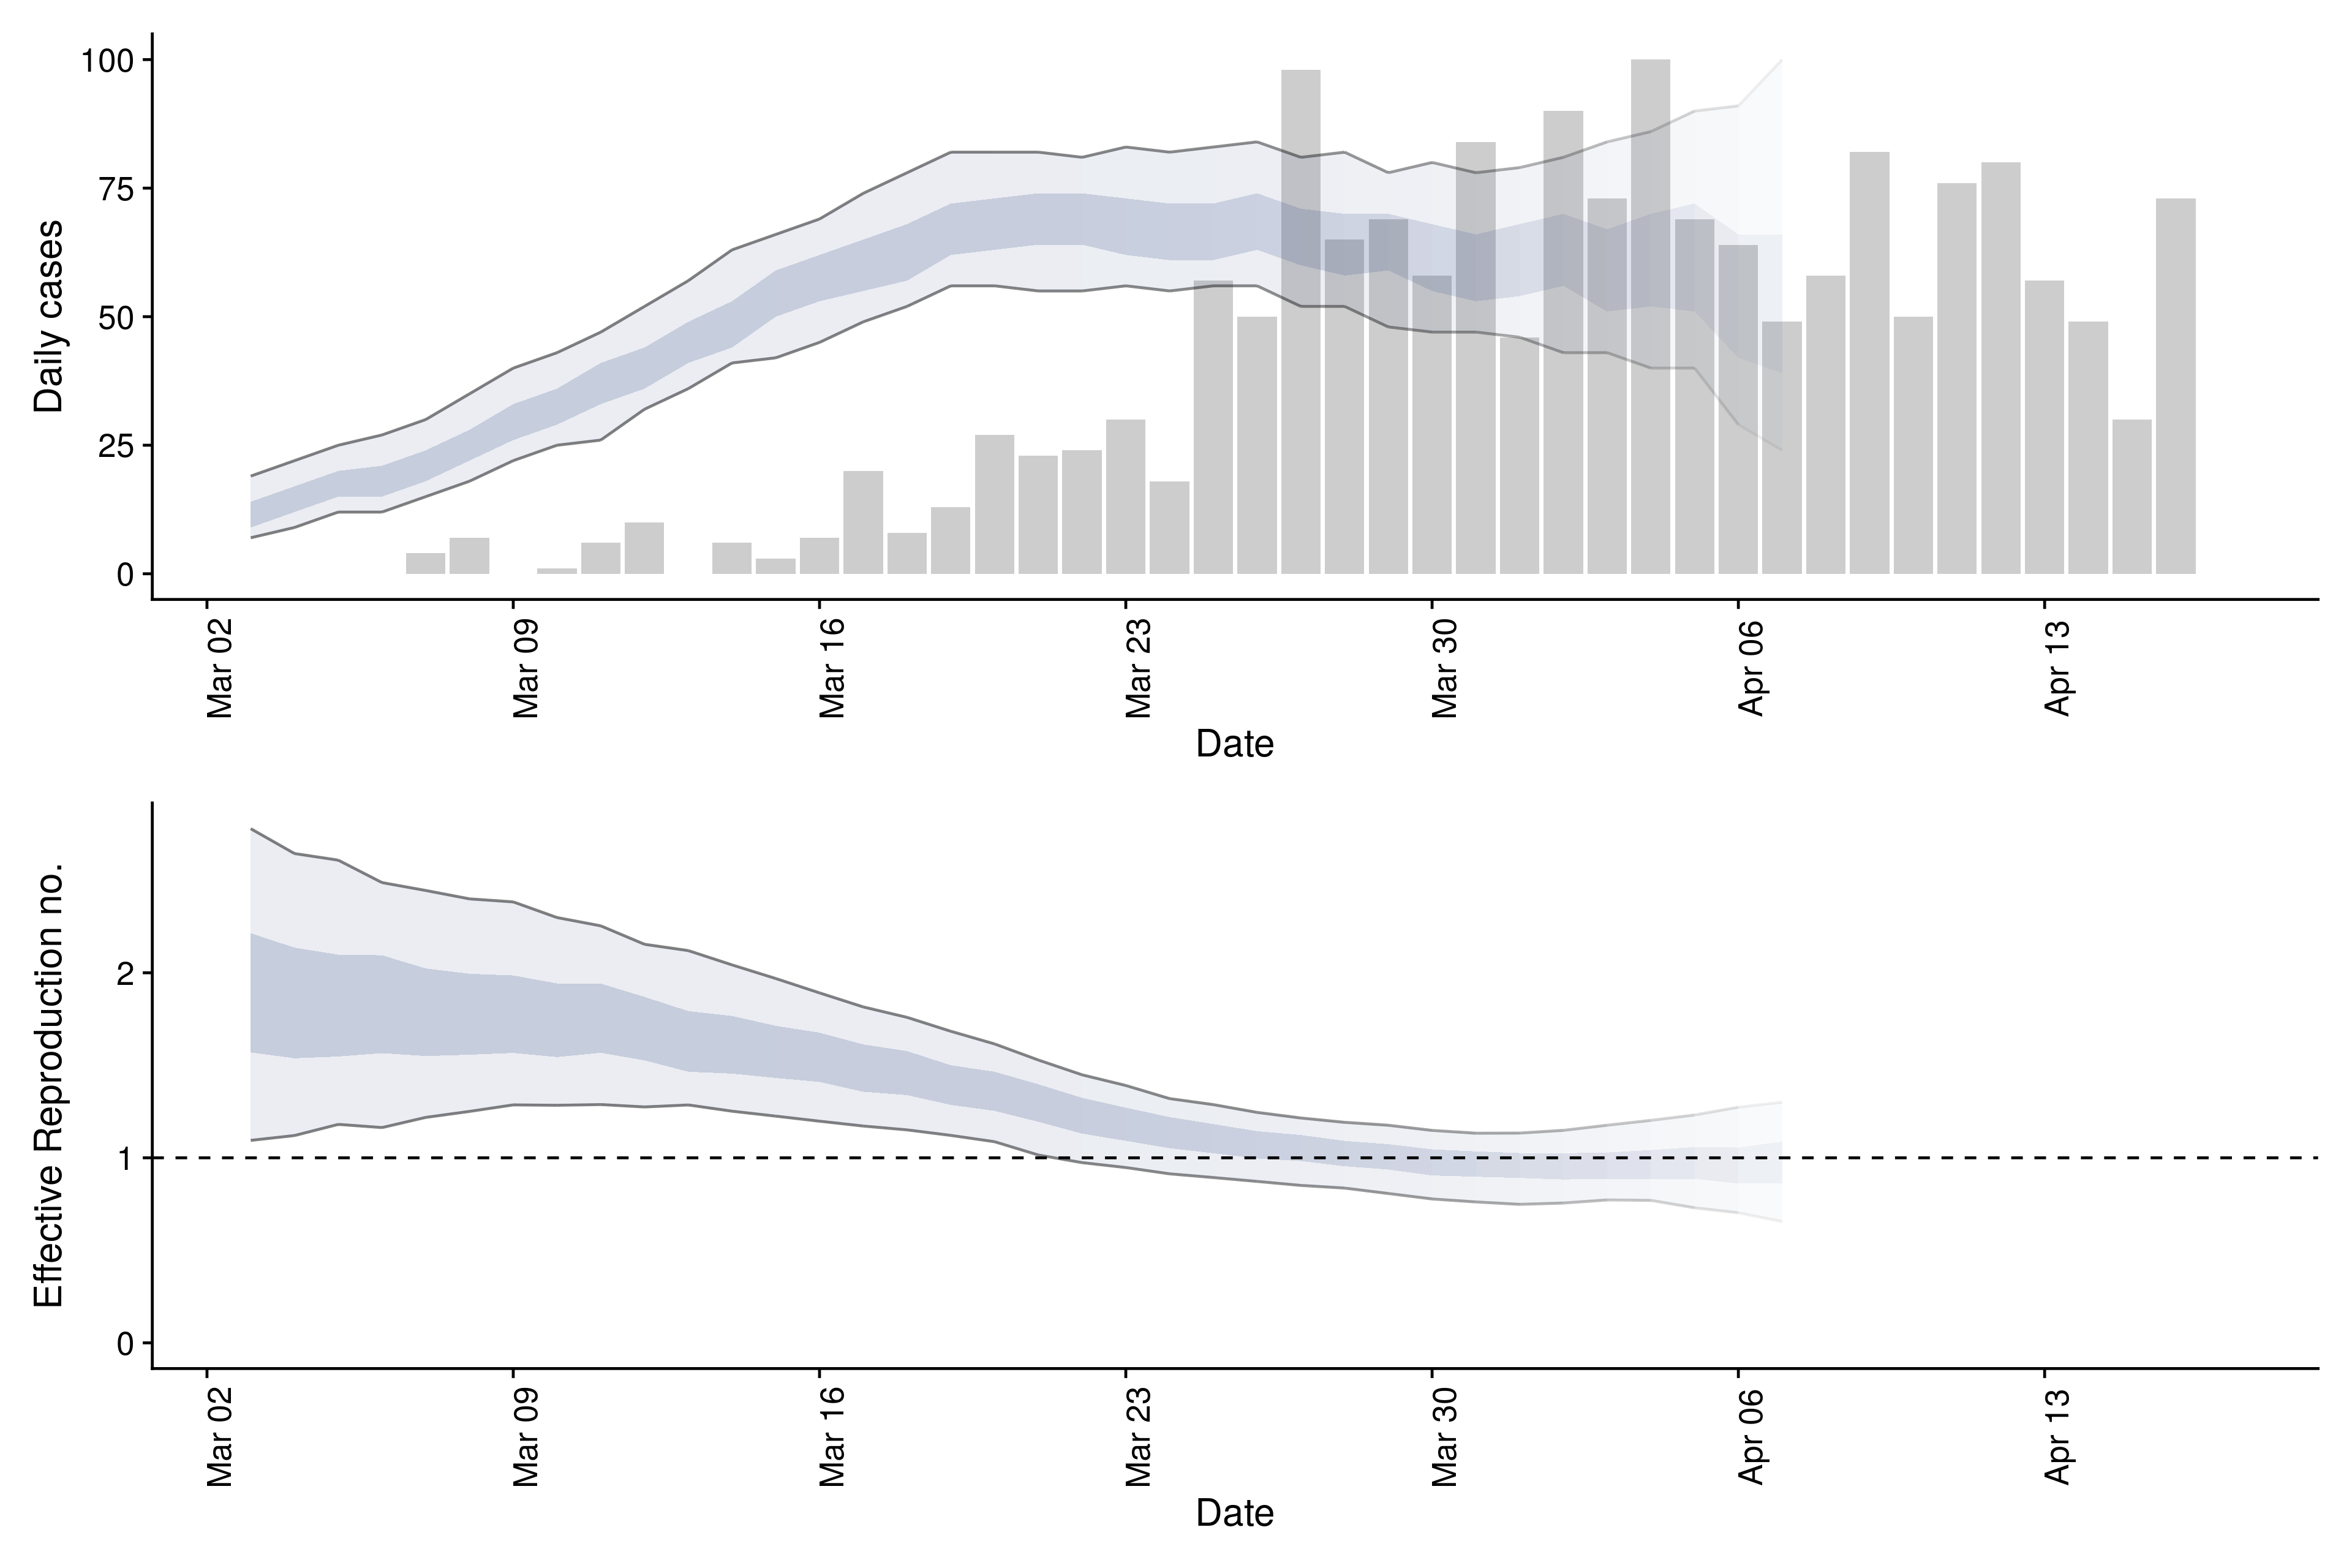 Daily cases
100
75
50
25
0
Mar 02
Mar 09
Mar 16
Mar 23
Mar 30
Apr 06
Apr 13
Date
Effective Reproduction no.
2
1
0
Mar 02
Mar 09
Mar 16
Mar 23
Mar 30
Apr 06
Apr 13
Date